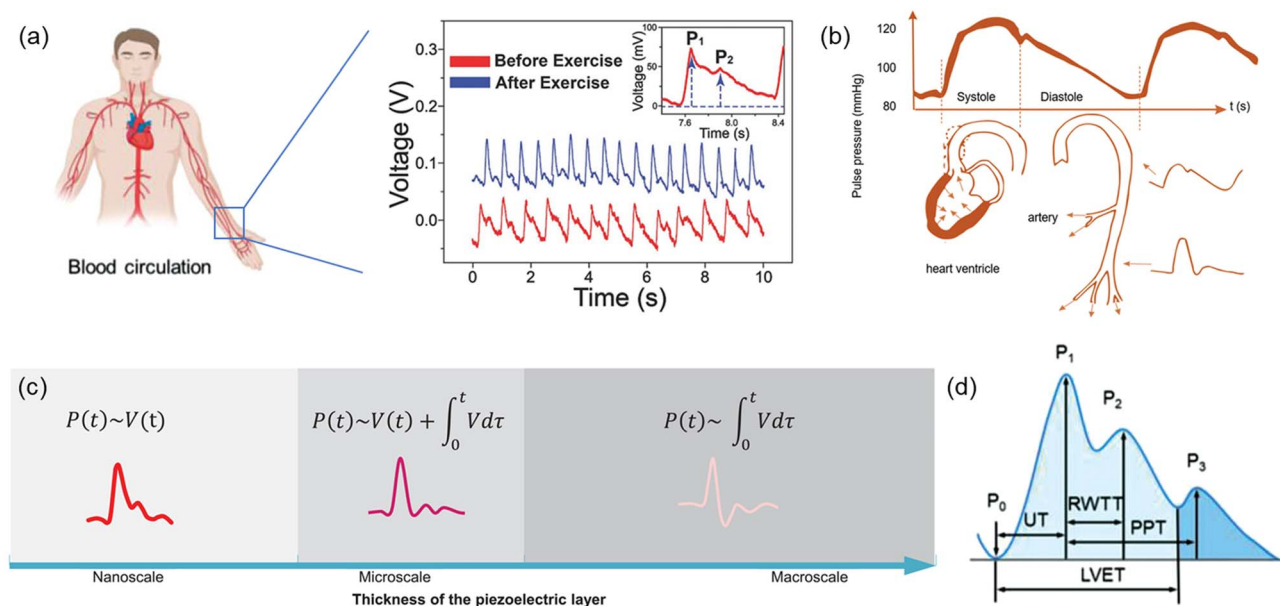 (a)
Blood circulation
Before Exercise
After Exercise
Voltage (V)
0.3
0.2
0.1
0.0
0 2 4 6 8 10
Time (s)
Voltage (mV)
100
50
0
P₁
P₂
7.6 8.0 8.4
Time (s)
(b)
Pulse pressure (mmHg)
120
100
80
Systole Diastole
t (s)
artery
heart ventricle
(c)
P(t)~V(t)
P(t)~V(t) + ∫₀ᵗ Vdτ
P(t)~ ∫₀ᵗ Vdτ
Nanoscale Microscale Macroscale
Thickness of the piezoelectric layer
(d)
P₁
P₂
P₃
P₀
UT
RWTT
PPT
LVET